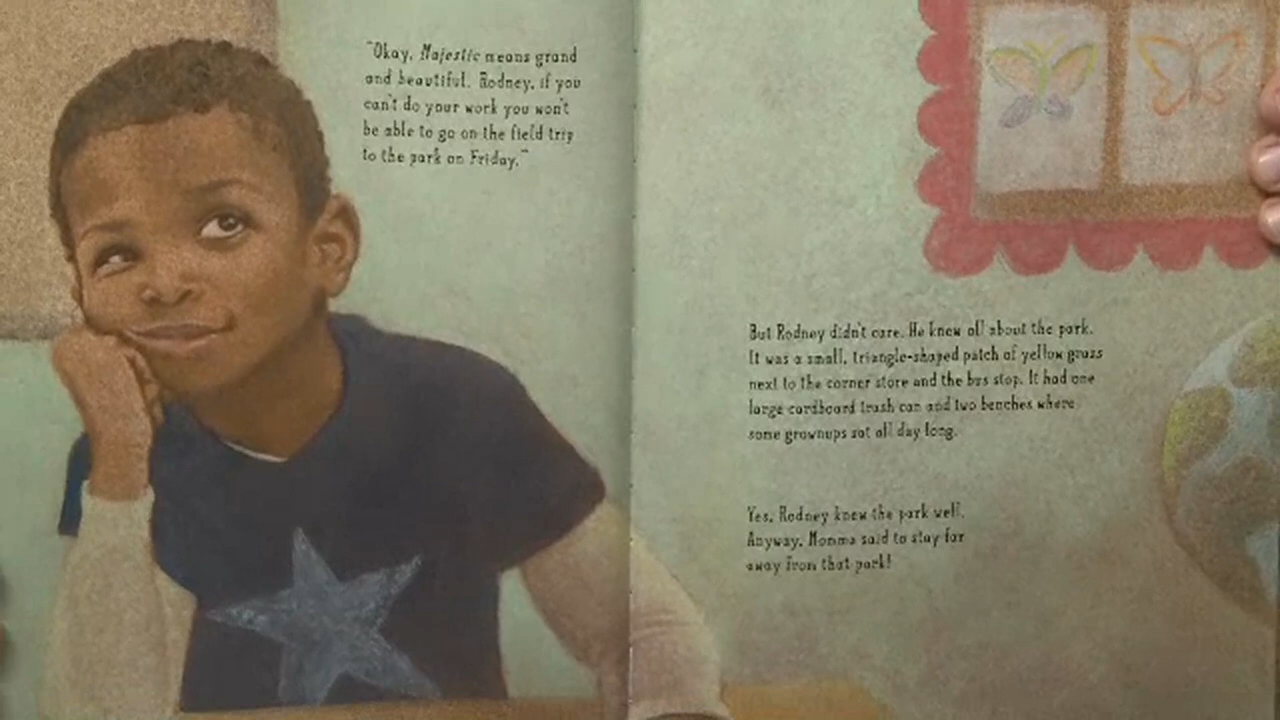 "Okay, Majestic means grand
and beautiful. Rodney, if you
can't do your work you won't
be able to go on the field trip
to the park on Friday."
But Rodney didn't care. He knew all about the park.
It was a small, triangle-shaped patch of yellow grass
next to the corner store and the bus stop. It had one
large cardboard trash can and two benches where
some grownups sat all day long.
Yes, Rodney knew the park well.
Anyway, Momma said to stay far
away from that park!